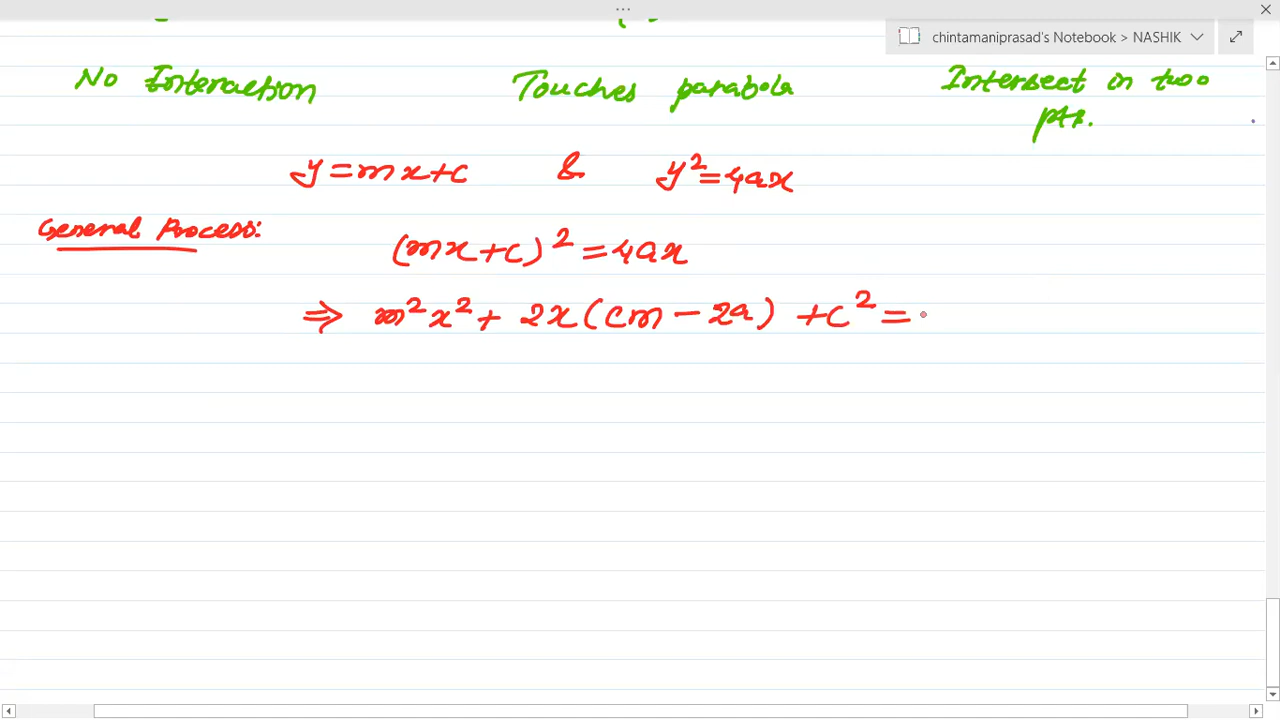 chintamaniprasad's Notebook > NASHIK
No Interaction Touches parabola Intersect in two
pts.
y = mx + c & y² = 4ax
General Process:
(mx + c)² = 4ax
⇒ m²x² + 2x(cm − 2a) + c² =